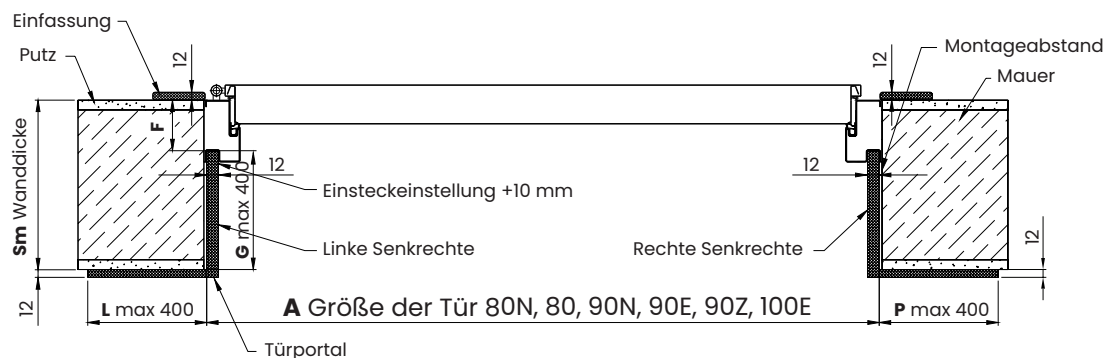 Einfassung
Putz
12
12
Montageabstand
Mauer
F
Sm Wanddicke
G max 400
12
12
Einsteckeinstellung +10 mm
Linke Senkrechte
Rechte Senkrechte
12
12
L max 400
A Größe der Tür 80N, 80, 90N, 90E, 90Z, 100E
P max 400
Türportal